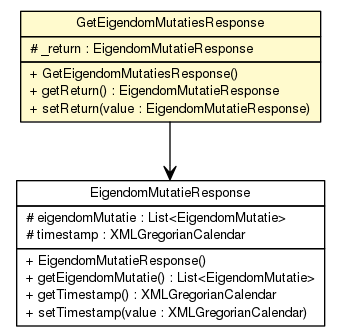 GetEigendomMutatiesResponse
# _return : EigendomMutatieResponse
+ GetEigendomMutatiesResponse()
+ getReturn() : EigendomMutatieResponse
+ setReturn(value : EigendomMutatieResponse)
EigendomMutatieResponse
# eigendomMutatie : List<EigendomMutatie>
# timestamp : XMLGregorianCalendar
+ EigendomMutatieResponse()
+ getEigendomMutatie() : List<EigendomMutatie>
+ getTimestamp() : XMLGregorianCalendar
+ setTimestamp(value : XMLGregorianCalendar)